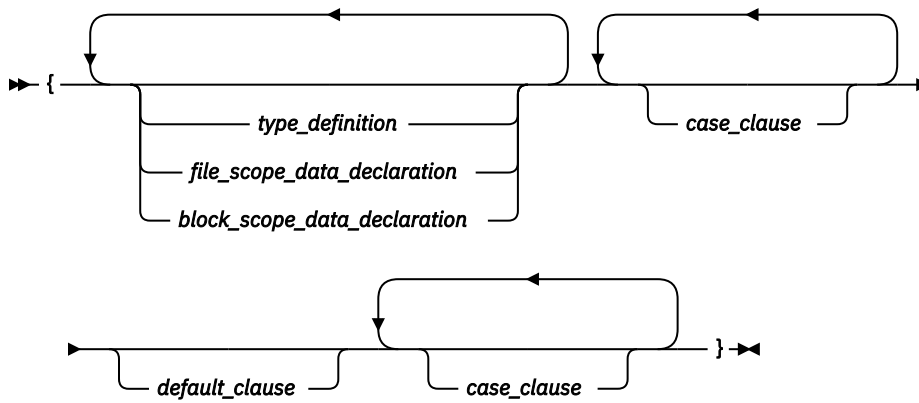 {
type_definition case_clause
file_scope_data_declaration
block_scope_data_declaration
}
default_clause case_clause